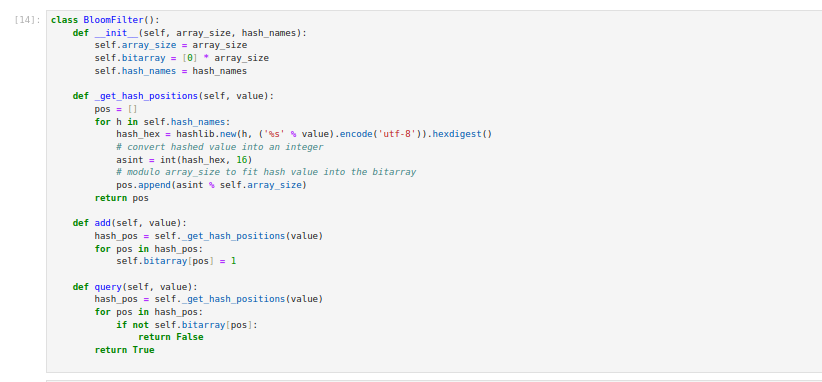 [14]: class BloomFilter():
    def __init__(self, array_size, hash_names):
        self.array_size = array_size
        self.bitarray = [0] * array_size
        self.hash_names = hash_names

    def _get_hash_positions(self, value):
        pos = []
        for h in self.hash_names:
            hash_hex = hashlib.new(h, ('%s' % value).encode('utf-8')).hexdigest()
            # convert hashed value into an integer
            asint = int(hash_hex, 16)
            # modulo array_size to fit hash value into the bitarray
            pos.append(asint % self.array_size)
        return pos

    def add(self, value):
        hash_pos = self._get_hash_positions(value)
        for pos in hash_pos:
            self.bitarray[pos] = 1

    def query(self, value):
        hash_pos = self._get_hash_positions(value)
        for pos in hash_pos:
            if not self.bitarray[pos]:
                return False
        return True